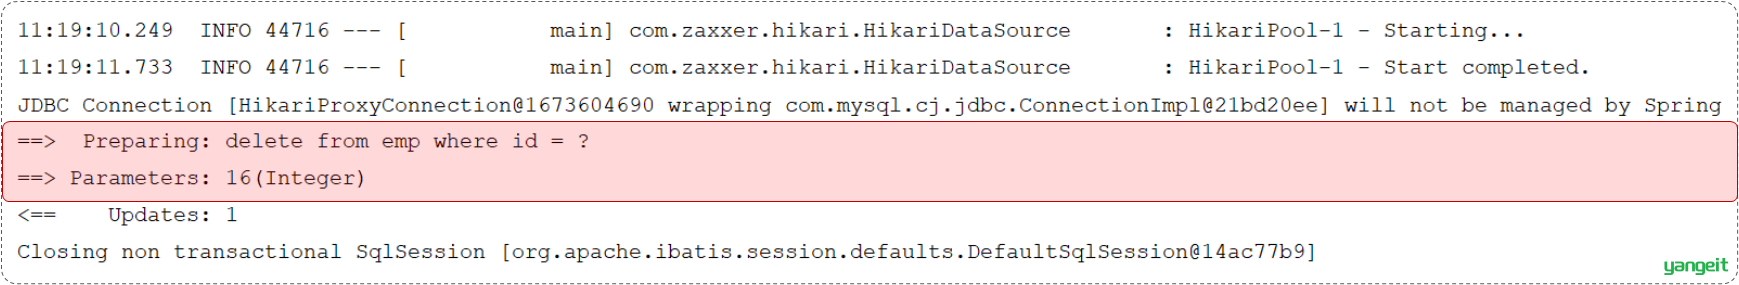 11:19:10.249  INFO 44716 --- [           main] com.zaxxer.hikari.HikariDataSource       : HikariPool-1 - Starting...
11:19:11.733  INFO 44716 --- [           main] com.zaxxer.hikari.HikariDataSource       : HikariPool-1 - Start completed.
JDBC Connection [HikariProxyConnection@1673604690 wrapping com.mysql.cj.jdbc.ConnectionImpl@21bd20ee] will not be managed by Spring
==>  Preparing: delete from emp where id = ?
==> Parameters: 16(Integer)
<==    Updates: 1
Closing non transactional SqlSession [org.apache.ibatis.session.defaults.DefaultSqlSession@14ac77b9]
yangeit